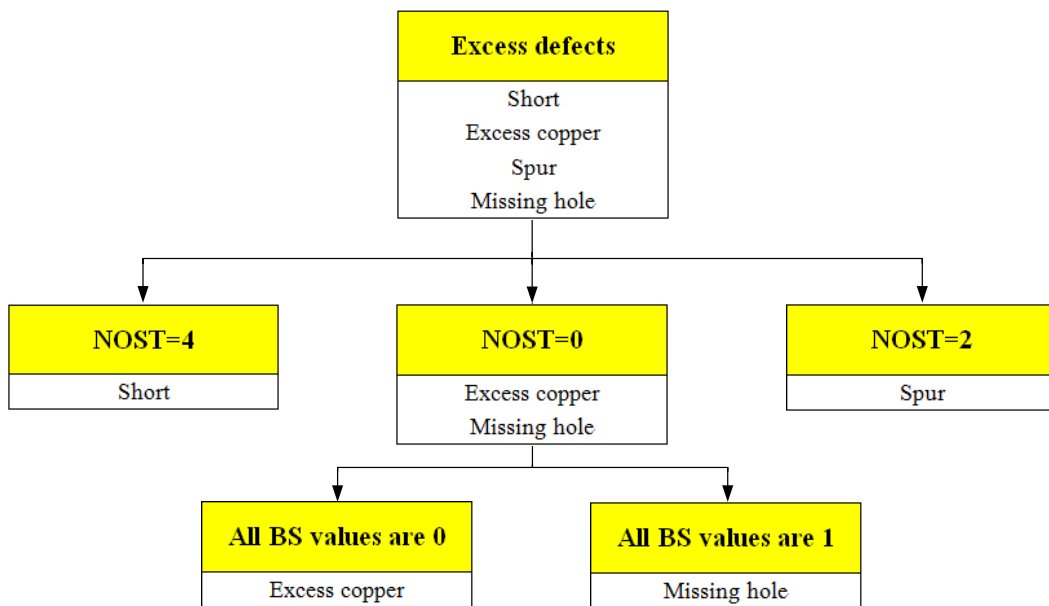 Excess defects
Short
Excess copper
Spur
Missing hole
NOST=4
Short
NOST=0
Excess copper
Missing hole
NOST=2
Spur
All BS values are 0
Excess copper
All BS values are 1
Missing hole